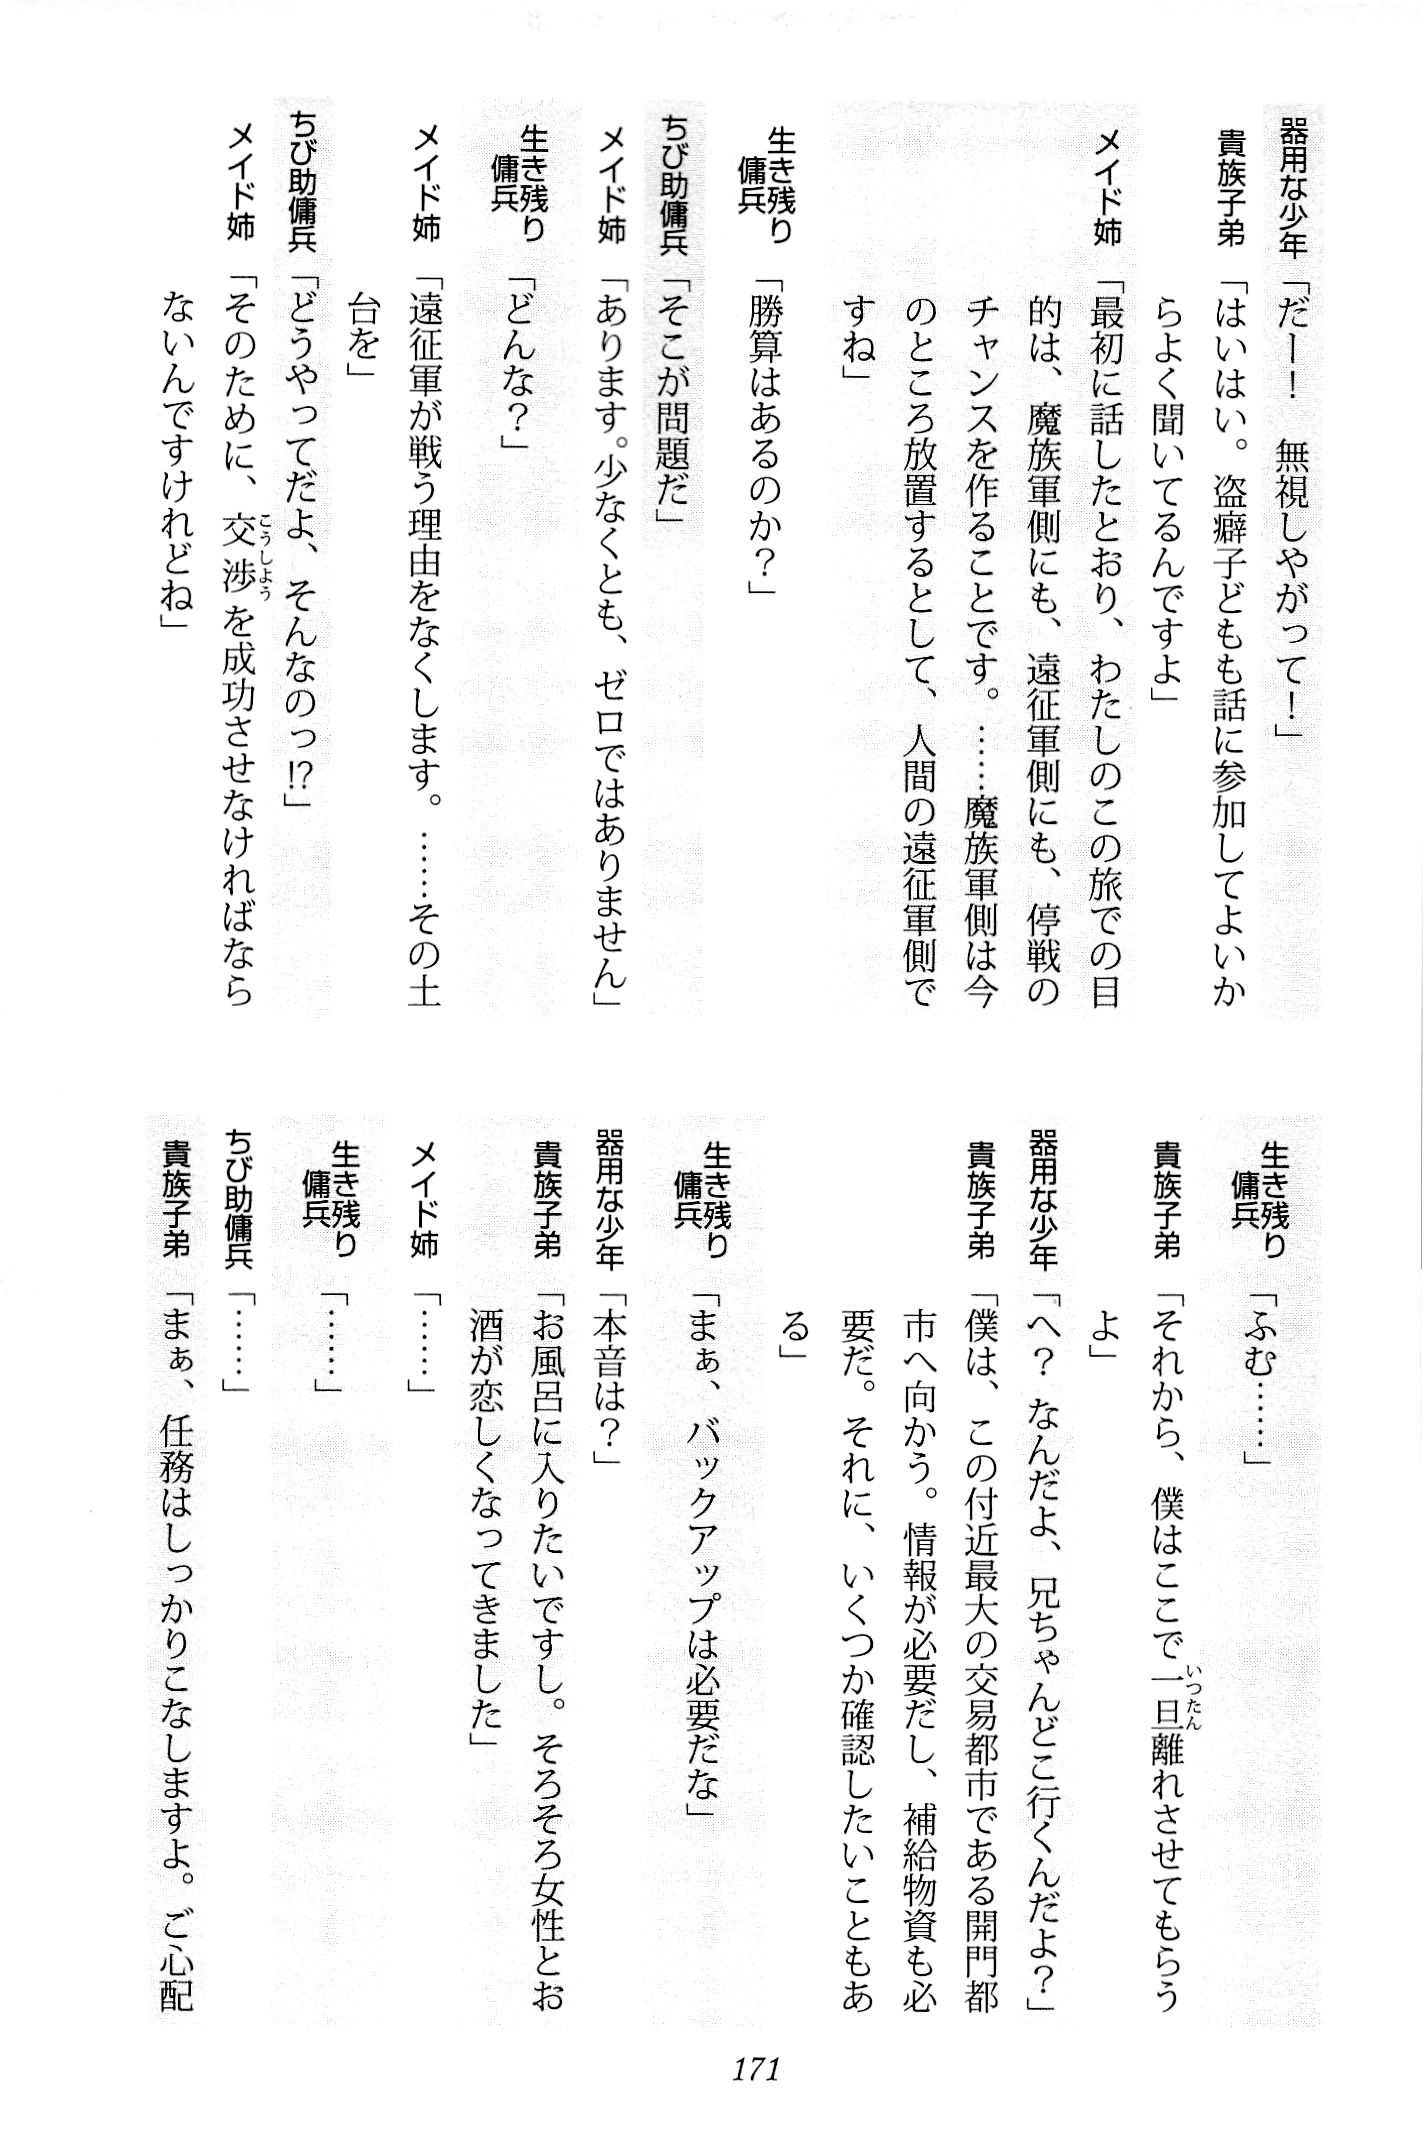 器用な少年「だー！　無視しやがって！」
貴族子弟「はいはい。盗癖子どもも話に参加してよいか
らよく聞いてるんですよ」
メイド姉「最初に話したとおり、わたしのこの旅での目
的は、魔族軍側にも、遠征軍側にも、停戦の
チャンスを作ることです。……魔族軍側は今
のところ放置するとして、人間の遠征軍側で
すね」
生き残り傭兵「勝算はあるのか？」
ちび助傭兵「そこが問題だ」
メイド姉「あります。少なくとも、ゼロではありません」
生き残り傭兵「どんな？」
メイド姉「遠征軍が戦う理由をなくします。……その土
台を」
ちび助傭兵「どうやってだよ、そんなのっ!?」
メイド姉「そのために、交渉を成功させなければなら
こうしよう
ないんですけれどね」
生き残り傭兵「ふむ……」
貴族子弟「それから、僕はここで一旦離れさせてもらう
いつたん
よ」
器用な少年「へ？ なんだよ、兄ちゃんどこ行くんだよ？」
貴族子弟「僕は、この付近最大の交易都市である開門都
市へ向かう。情報が必要だし、補給物資も必
要だ。それに、いくつか確認したいこともあ
る」
生き残り傭兵「まぁ、バックアップは必要だな」
器用な少年「本音は？」
貴族子弟「お風呂に入りたいですし。そろそろ女性とお
酒が恋しくなってきました」
メイド姉「……」
生き残り傭兵「……」
ちび助傭兵「……」
貴族子弟「まぁ、任務はしっかりこなしますよ。ご心配
171